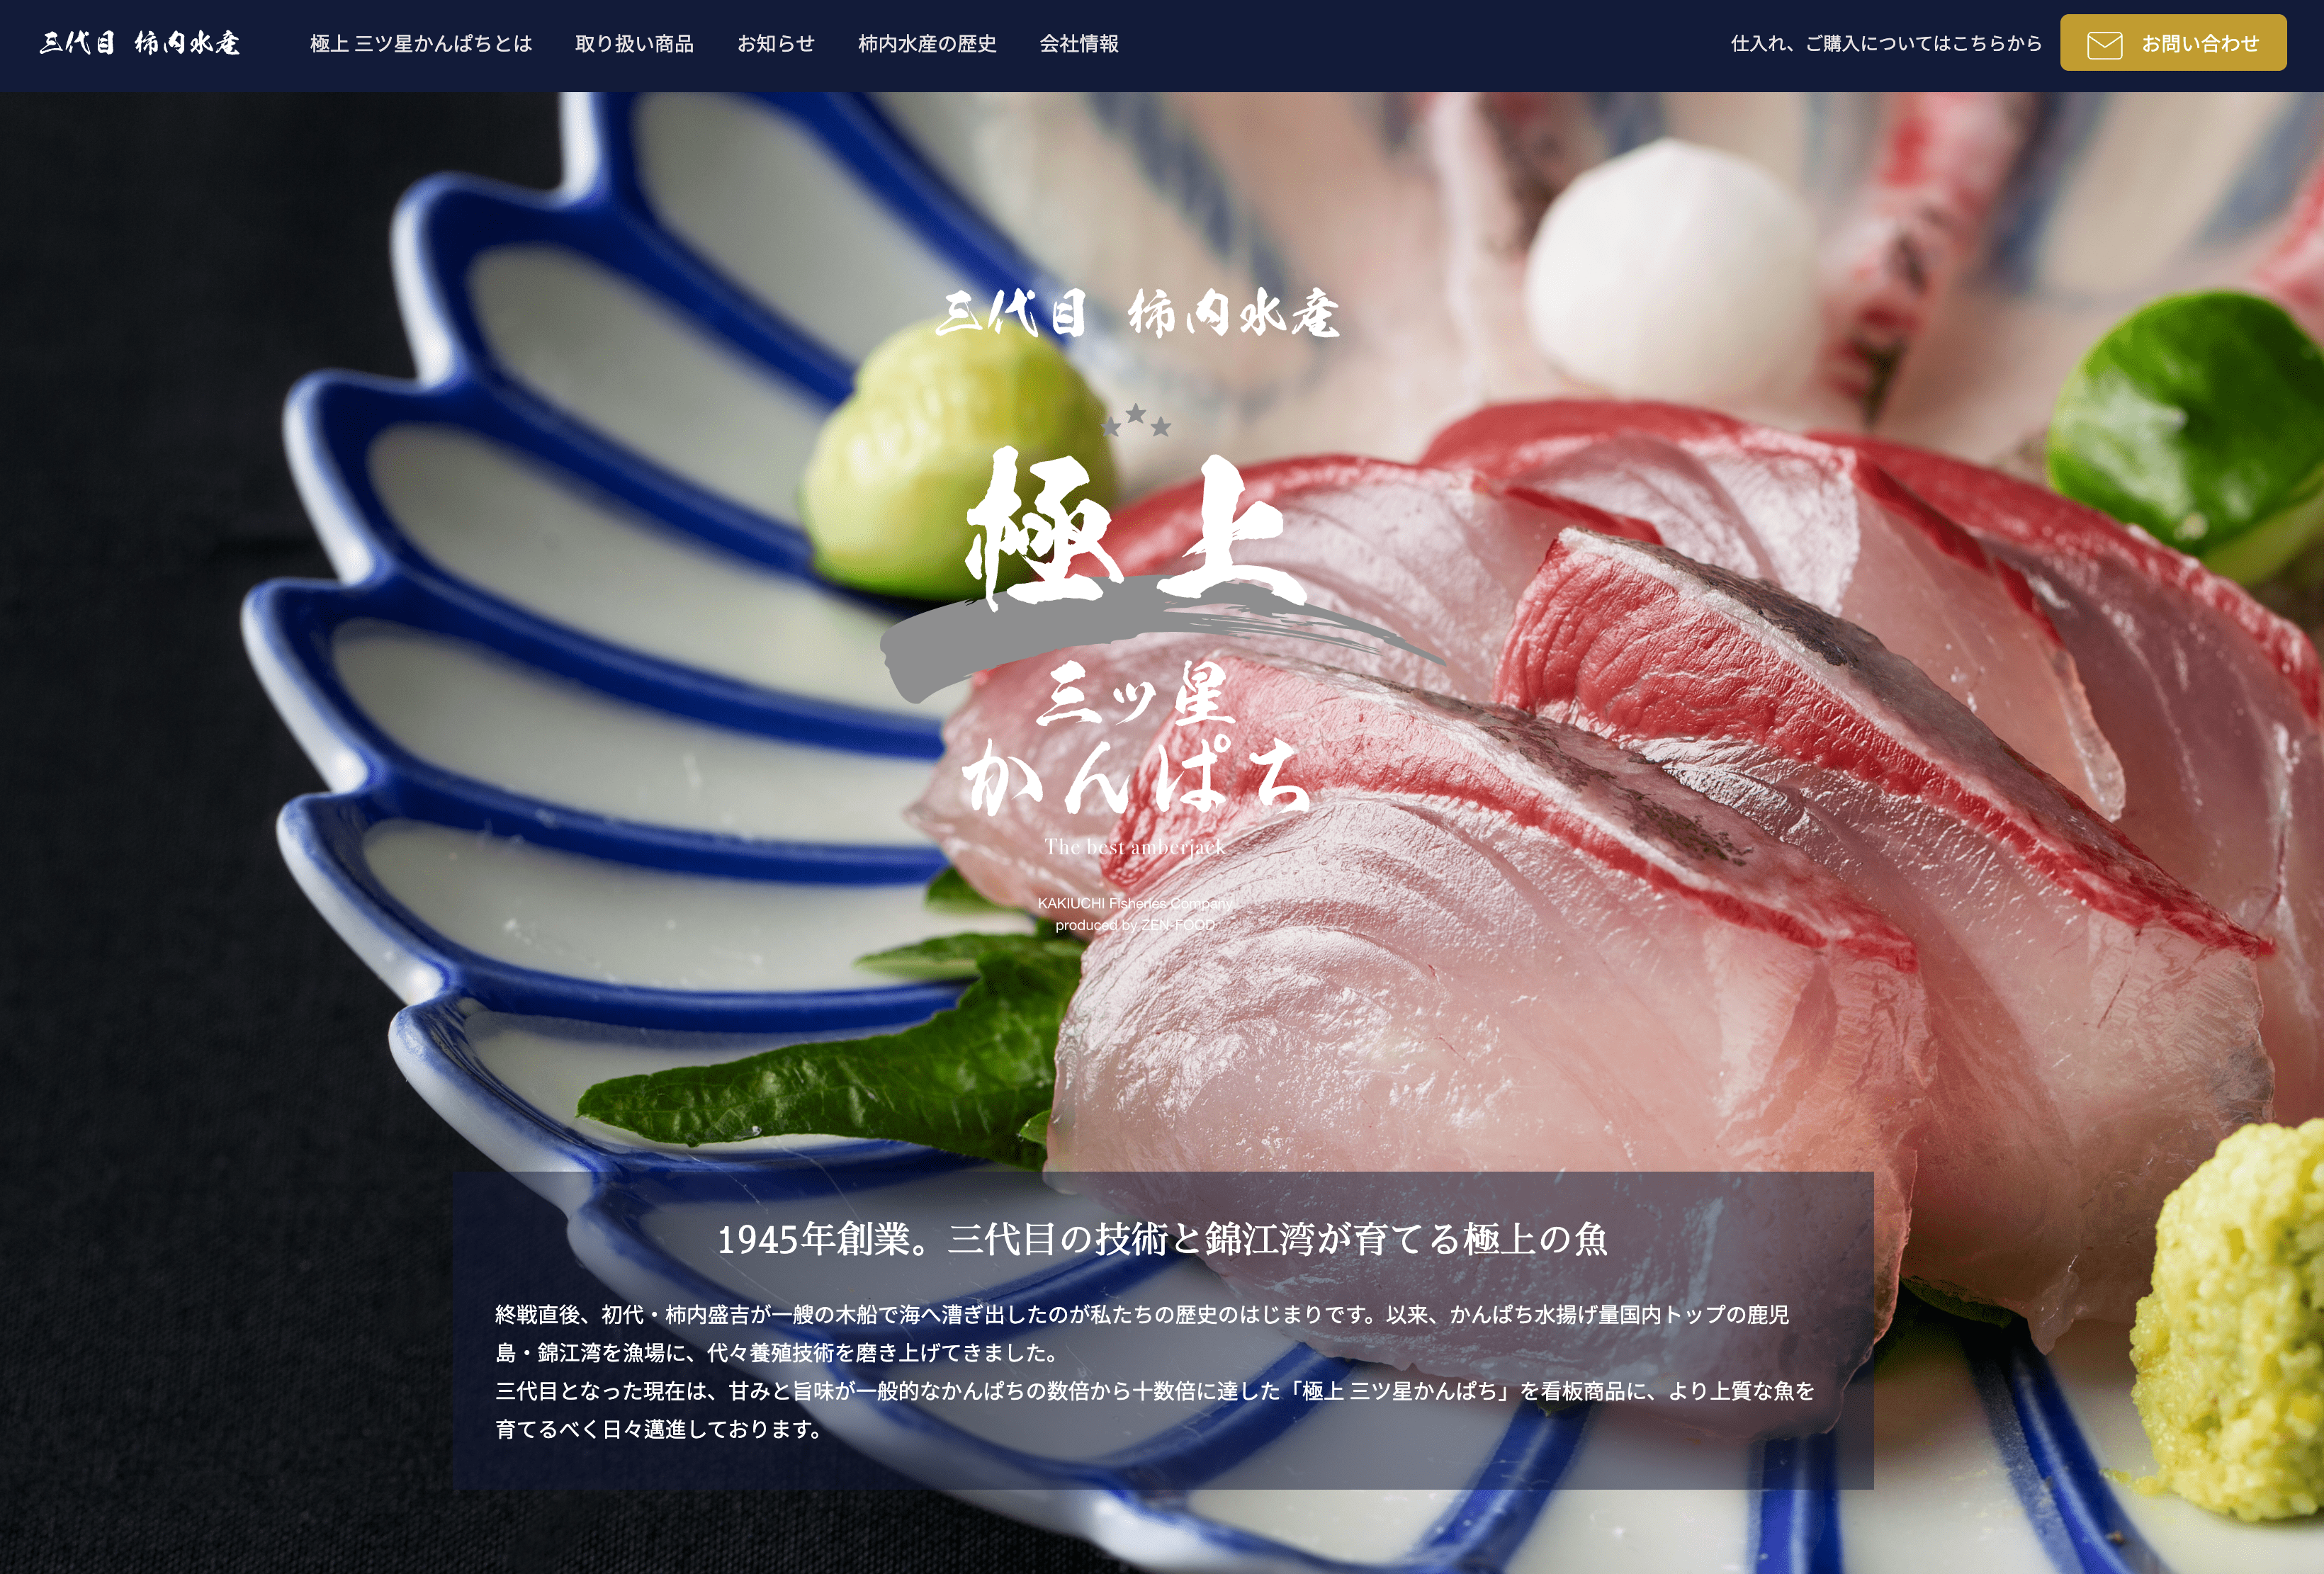 三代目 柿内水産
極上 三ツ星かんぱちとは
取り扱い商品
お知らせ
柿内水産の歴史
会社情報
仕入れ、ご購入についてはこちらから
お問い合わせ
三代目 柿内水産
極上
三ツ星
かんぱち
The best amberjack
KAKIUCHI Fisheries Company
produced by ZEN-FOOD
1945年創業。三代目の技術と錦江湾が育てる極上の魚
終戦直後、初代・柿内盛吉が一艘の木船で海へ漕ぎ出したのが私たちの歴史のはじまりです。以来、かんぱち水揚げ量国内トップの鹿児
島・錦江湾を漁場に、代々養殖技術を磨き上げてきました。
三代目となった現在は、甘みと旨味が一般的なかんぱちの数倍から十数倍に達した「極上 三ツ星かんぱち」を看板商品に、より上質な魚を
育てるべく日々邁進しております。